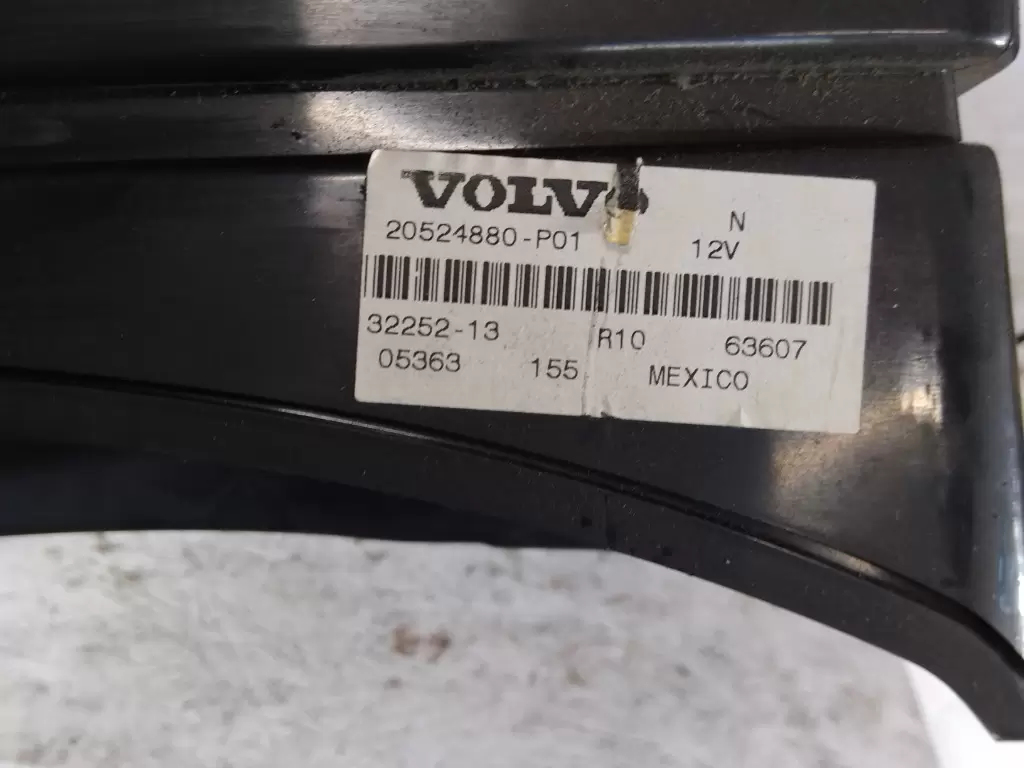 VOLVO
N
20524880-P01 12V
32252-13 R10 63607
05363 155 MEXICO